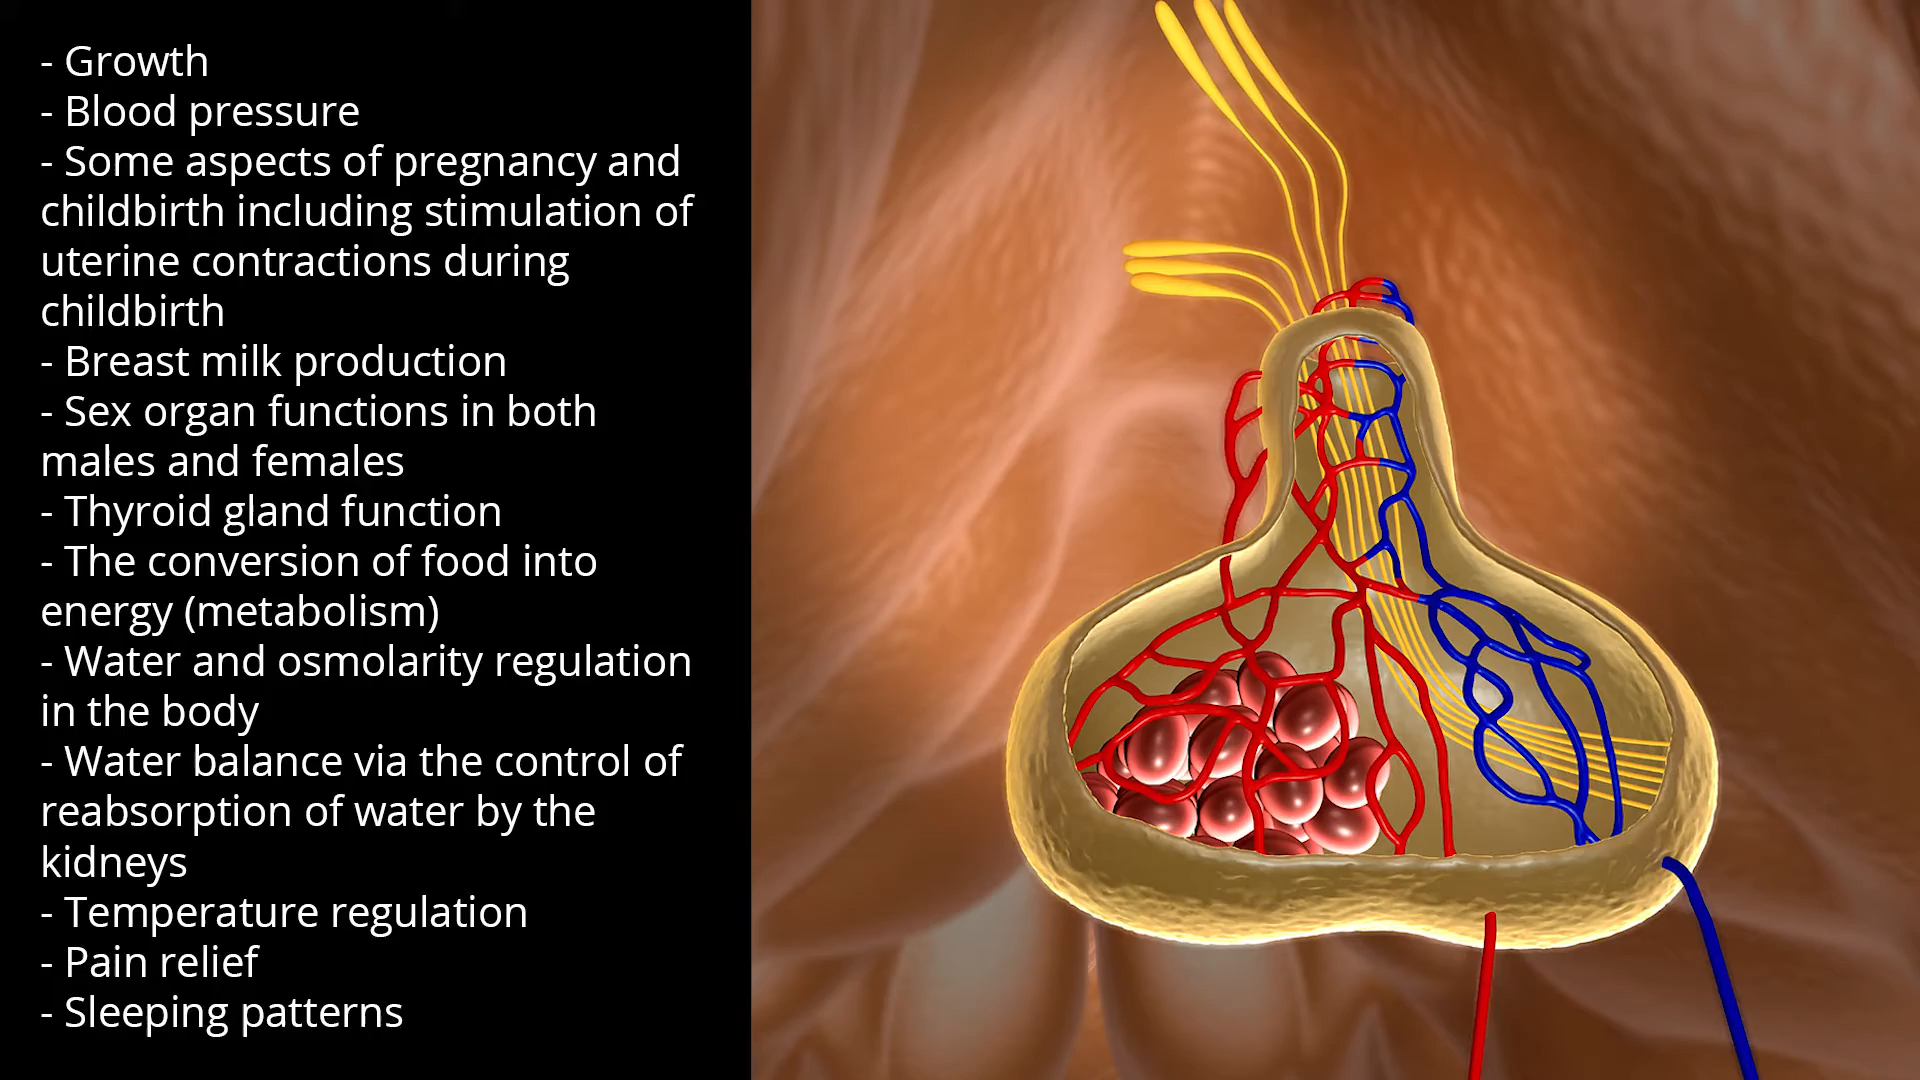 - Growth
- Blood pressure
- Some aspects of pregnancy and
childbirth including stimulation of
uterine contractions during
childbirth
- Breast milk production
- Sex organ functions in both
males and females
- Thyroid gland function
- The conversion of food into
energy (metabolism)
- Water and osmolarity regulation
in the body
- Water balance via the control of
reabsorption of water by the
kidneys
- Temperature regulation
- Pain relief
- Sleeping patterns